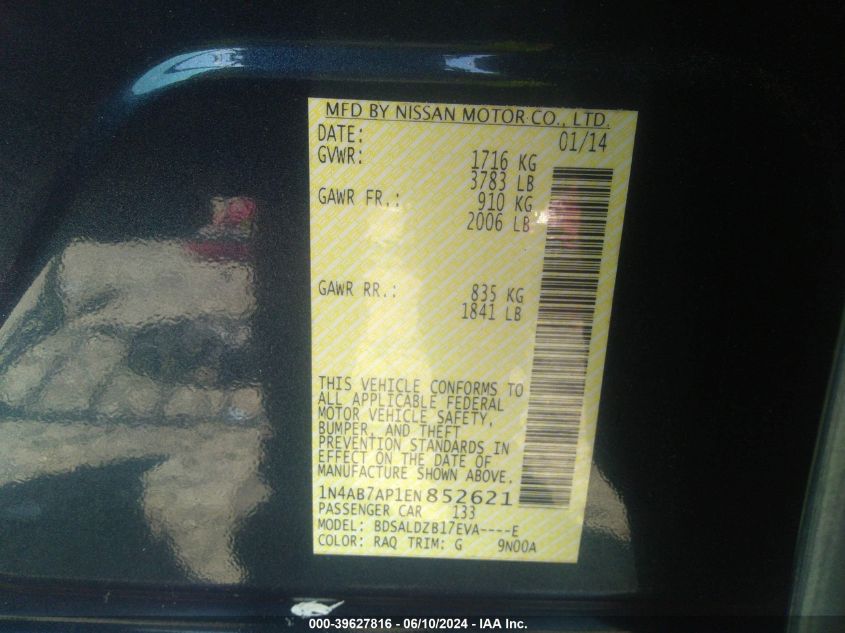 MFD BY NISSAN MOTOR CO., LTD.
DATE: 01/14
GVWR: 1716 KG
3783 LB
GAWR FR.: 910 KG
2006 LB
GAWR RR.: 835 KG
1841 LB
THIS VEHICLE CONFORMS TO
ALL APPLICABLE FEDERAL
MOTOR VEHICLE SAFETY,
BUMPER, AND THEFT
PREVENTION STANDARDS IN
EFFECT ON THE DATE OF
MANUFACTURE SHOWN ABOVE.
1N4AB7AP1EN852621
PASSENGER CAR 133
MODEL: BDSALDZB17EVA----E
COLOR: RAQ TRIM: G 9N00A
000-39627816 - 06/10/2024 - IAA Inc.